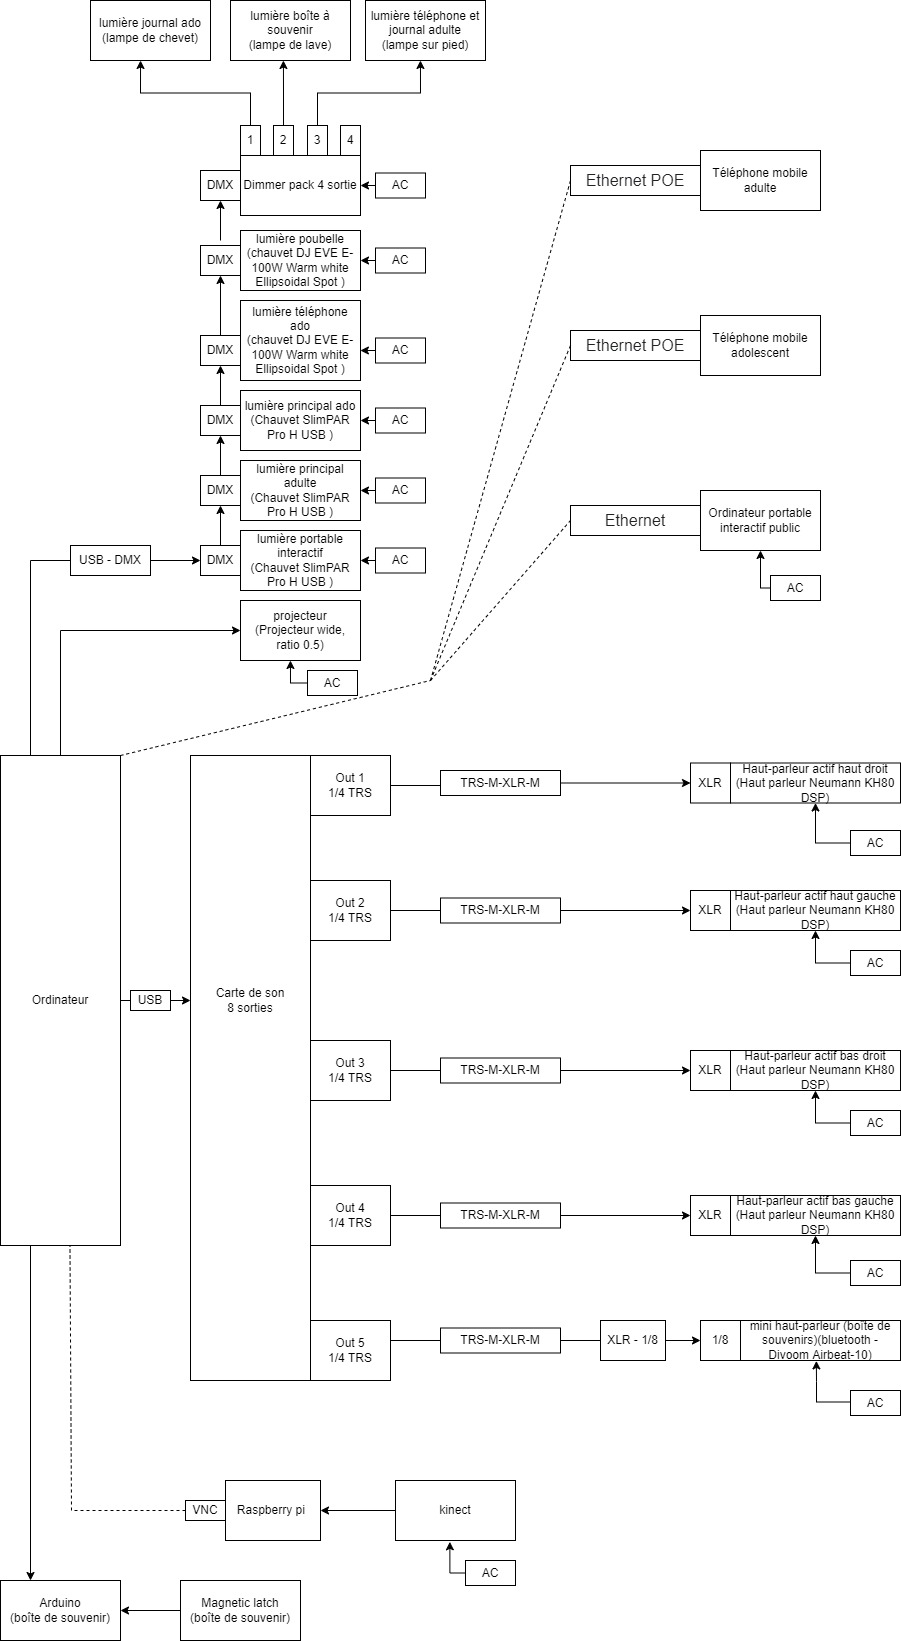 lumière journal ado
(lampe de chevet)
lumière boîte à
souvenir
(lampe de lave)
lumière téléphone et
journal adulte
(lampe sur pied)
1
2
3
4
DMX
Dimmer pack 4 sortie
AC
DMX
lumière poubelle
(chauvet DJ EVE E-
100W Warm white
Ellipsoidal Spot )
AC
DMX
lumière téléphone
ado
(chauvet DJ EVE E-
100W Warm white
Ellipsoidal Spot )
AC
DMX
lumière principal ado
(Chauvet SlimPAR
Pro H USB )
AC
DMX
lumière principal
adulte
(Chauvet SlimPAR
Pro H USB )
AC
USB - DMX
DMX
lumière portable
interactif
(Chauvet SlimPAR
Pro H USB )
AC
projecteur
(Projecteur wide,
ratio 0.5)
AC
Ethernet POE
Téléphone mobile
adulte
Ethernet POE
Téléphone mobile
adolescent
Ethernet
Ordinateur portable
interactif public
AC
Ordinateur
USB
Carte de son
8 sorties
Out 1
1/4 TRS
TRS-M-XLR-M
XLR
Haut-parleur actif haut droit
(Haut parleur Neumann KH80
DSP)
AC
Out 2
1/4 TRS
TRS-M-XLR-M
XLR
Haut-parleur actif haut gauche
(Haut parleur Neumann KH80
DSP)
AC
Out 3
1/4 TRS
TRS-M-XLR-M
XLR
Haut-parleur actif bas droit
(Haut parleur Neumann KH80
DSP)
AC
Out 4
1/4 TRS
TRS-M-XLR-M
XLR
Haut-parleur actif bas gauche
(Haut parleur Neumann KH80
DSP)
AC
Out 5
1/4 TRS
TRS-M-XLR-M
XLR - 1/8
1/8
mini haut-parleur (boîte de
souvenirs)(bluetooth -
Divoom Airbeat-10)
AC
VNC
Raspberry pi
kinect
AC
Arduino
(boîte de souvenir)
Magnetic latch
(boîte de souvenir)